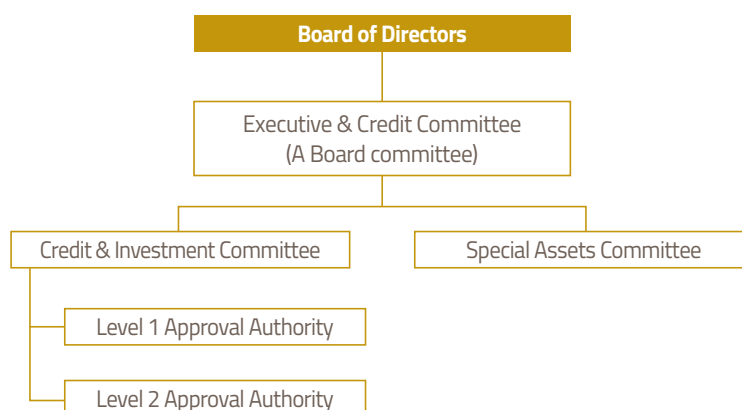 Board of Directors
Executive & Credit Committee
(A Board committee)
Credit & Investment Committee
Special Assets Committee
Level 1 Approval Authority
Level 2 Approval Authority